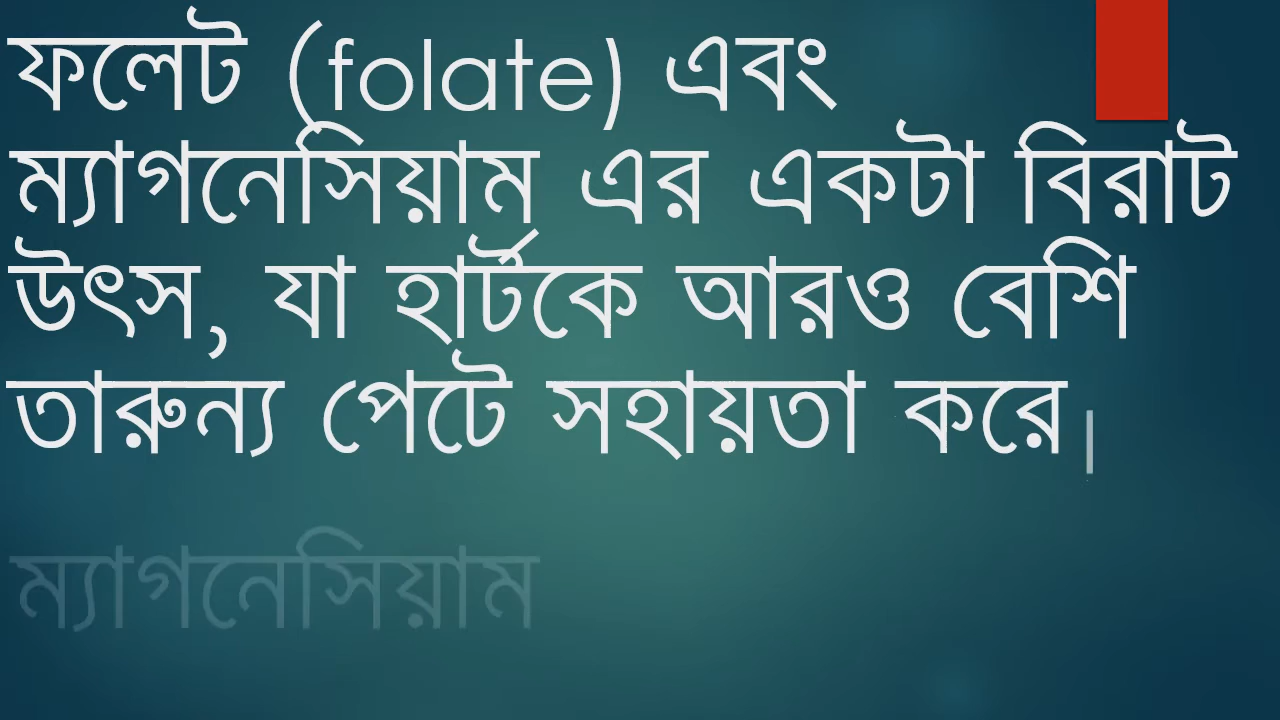 ফলেট (folate) এবং
ম্যাগনেসিয়াম এর একটা বিরাট
উৎস, যা হার্টকে আরও বেশি
তারুন্য পেটে সহায়তা করে।
ম্যাগনেসিয়াম